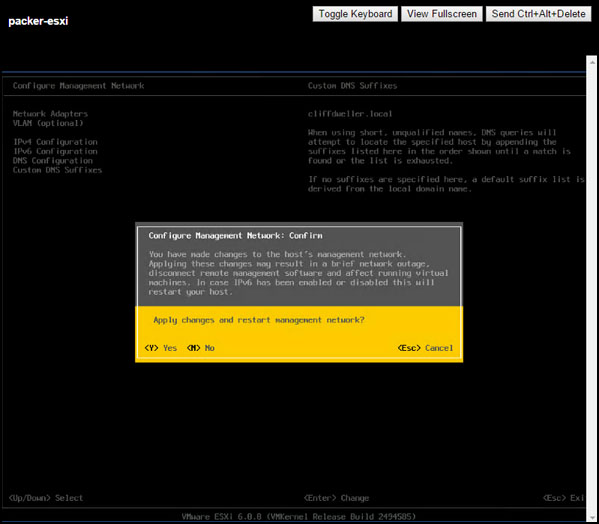 packer-esxi
Toggle Keyboard View Fullscreen Send Ctrl+Alt+Delete
Configure Management Network
Custom DNS Suffixes
Network Adapters
VLAN (optional)
IPv4 Configuration
IPv6 Configuration
DNS Configuration
Custom DNS Suffixes
cliffdweller.local
When using short, unqualified names, DNS queries will
attempt to locate the specified host by appending the
suffixes listed here in the order shown until a match is
found or the list is exhausted.
If no suffixes are specified here, a default suffix list is
derived from the local domain name.
Configure Management Network: Confirm
You have made changes to the host's management network.
Applying these changes may result in a brief network outage,
disconnect remote management software and affect running virtual
machines. In case IPv6 has been enabled or disabled this will
restart your host.
Apply changes and restart management network?
<Y> Yes <N> No <Esc> Cancel
<Up/Down> Select <Enter> Change <Esc> Exi
VMware ESXi 6.0.0 (VMKernel Release Build 2494585)